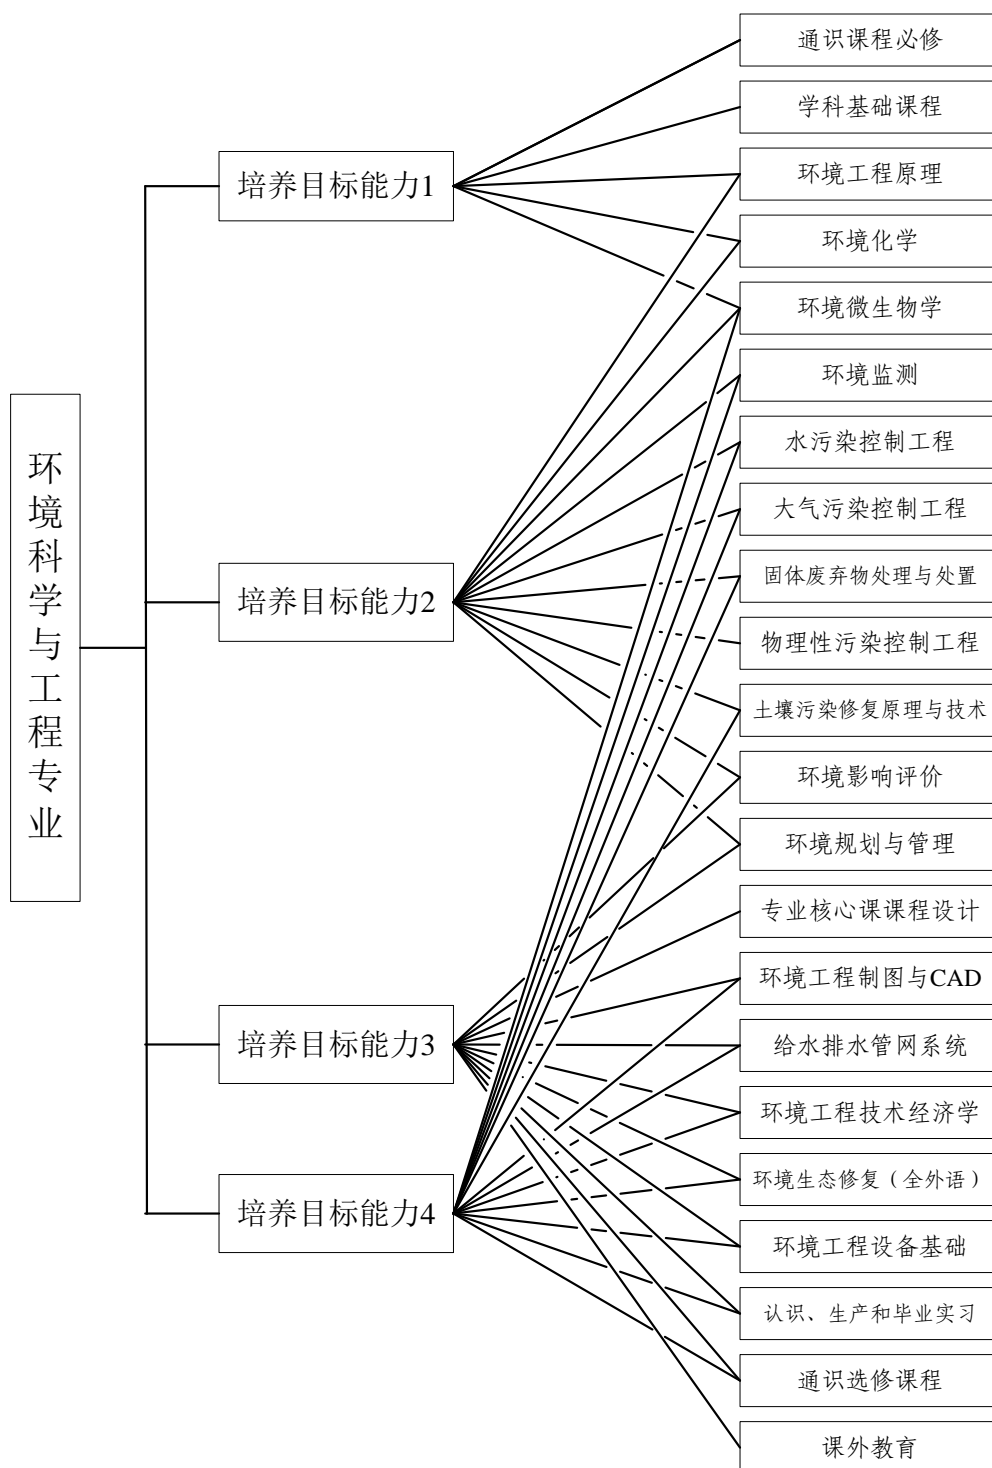 环境科学与工程专业
培养目标能力1
培养目标能力2
培养目标能力3
培养目标能力4
通识课程必修
学科基础课程
环境工程原理
环境化学
环境微生物学
环境监测
水污染控制工程
大气污染控制工程
固体废弃物处理与处置
物理性污染控制工程
土壤污染修复原理与技术
环境影响评价
环境规划与管理
专业核心课课程设计
环境工程制图与CAD
给水排水管网系统
环境工程技术经济学
环境生态修复（全外语）
环境工程设备基础
认识、生产和毕业实习
通识选修课程
课外教育